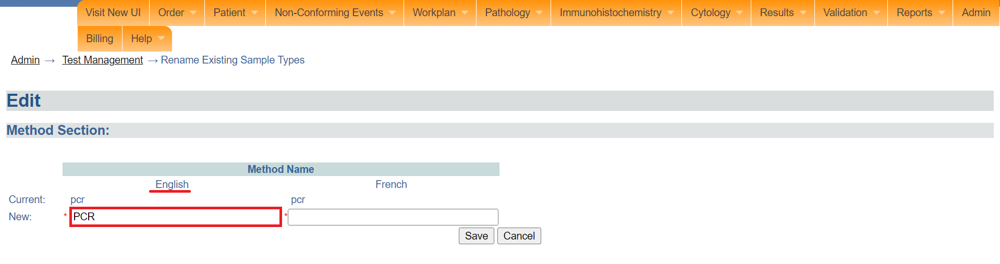 Visit New UI Order Patient Non-Conforming Events Workplan Pathology Immunohistochemistry Cytology Results Validation Reports Admin
Billing Help
Admin → Test Management → Rename Existing Sample Types
Edit
Method Section:
Method Name
English French
Current: pcr pcr
New: * PCR *
Save Cancel